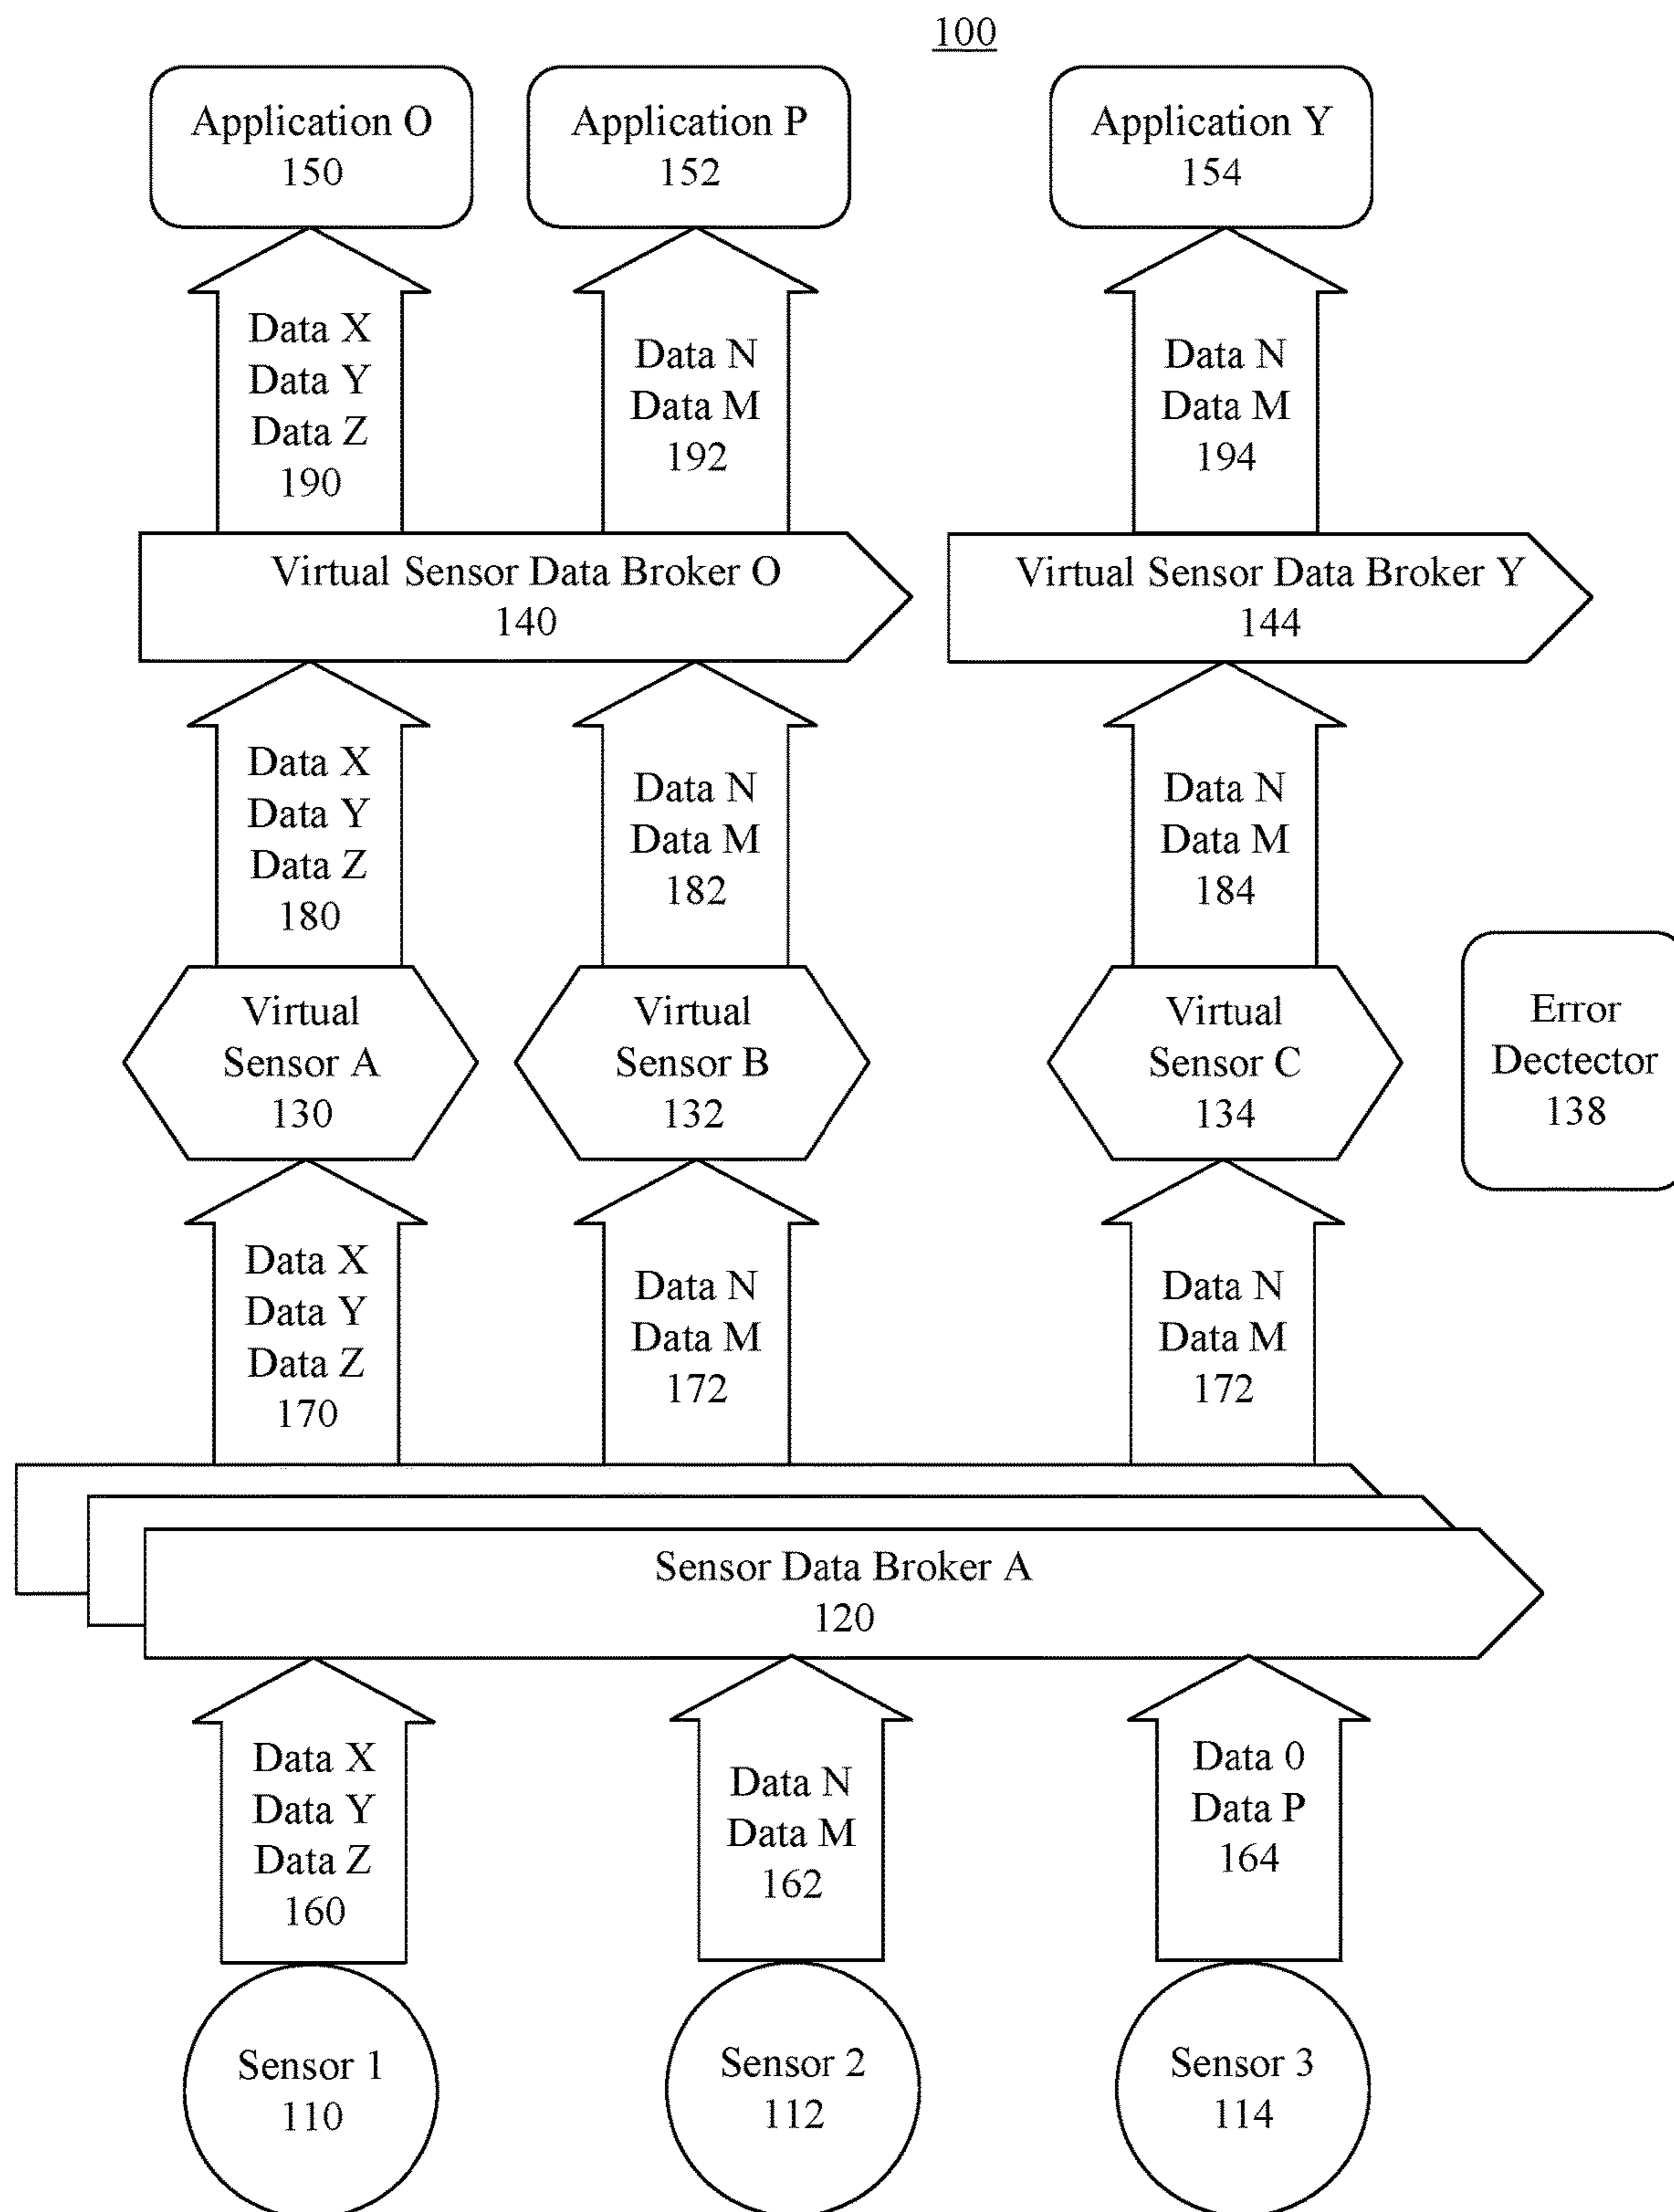 100
Application O
150
Application P
152
Application Y
154
Data X
Data Y
Data Z
190
Data N
Data M
192
Data N
Data M
194
Virtual Sensor Data Broker O
140
Virtual Sensor Data Broker Y
144
Data X
Data Y
Data Z
180
Data N
Data M
182
Data N
Data M
184
Virtual
Sensor A
130
Virtual
Sensor B
132
Virtual
Sensor C
134
Error
Dectector
138
Data X
Data Y
Data Z
170
Data N
Data M
172
Data N
Data M
172
Sensor Data Broker A
120
Data X
Data Y
Data Z
160
Data N
Data M
162
Data 0
Data P
164
Sensor 1
110
Sensor 2
112
Sensor 3
114